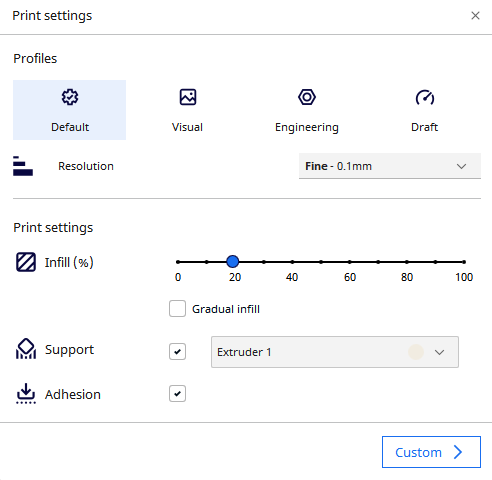 Print settings
Profiles
Default Visual Engineering Draft
Resolution Fine - 0.1mm
Print settings
Infill (%)
0 20 40 60 80 100
Gradual infill
Support Extruder 1
Adhesion
Custom